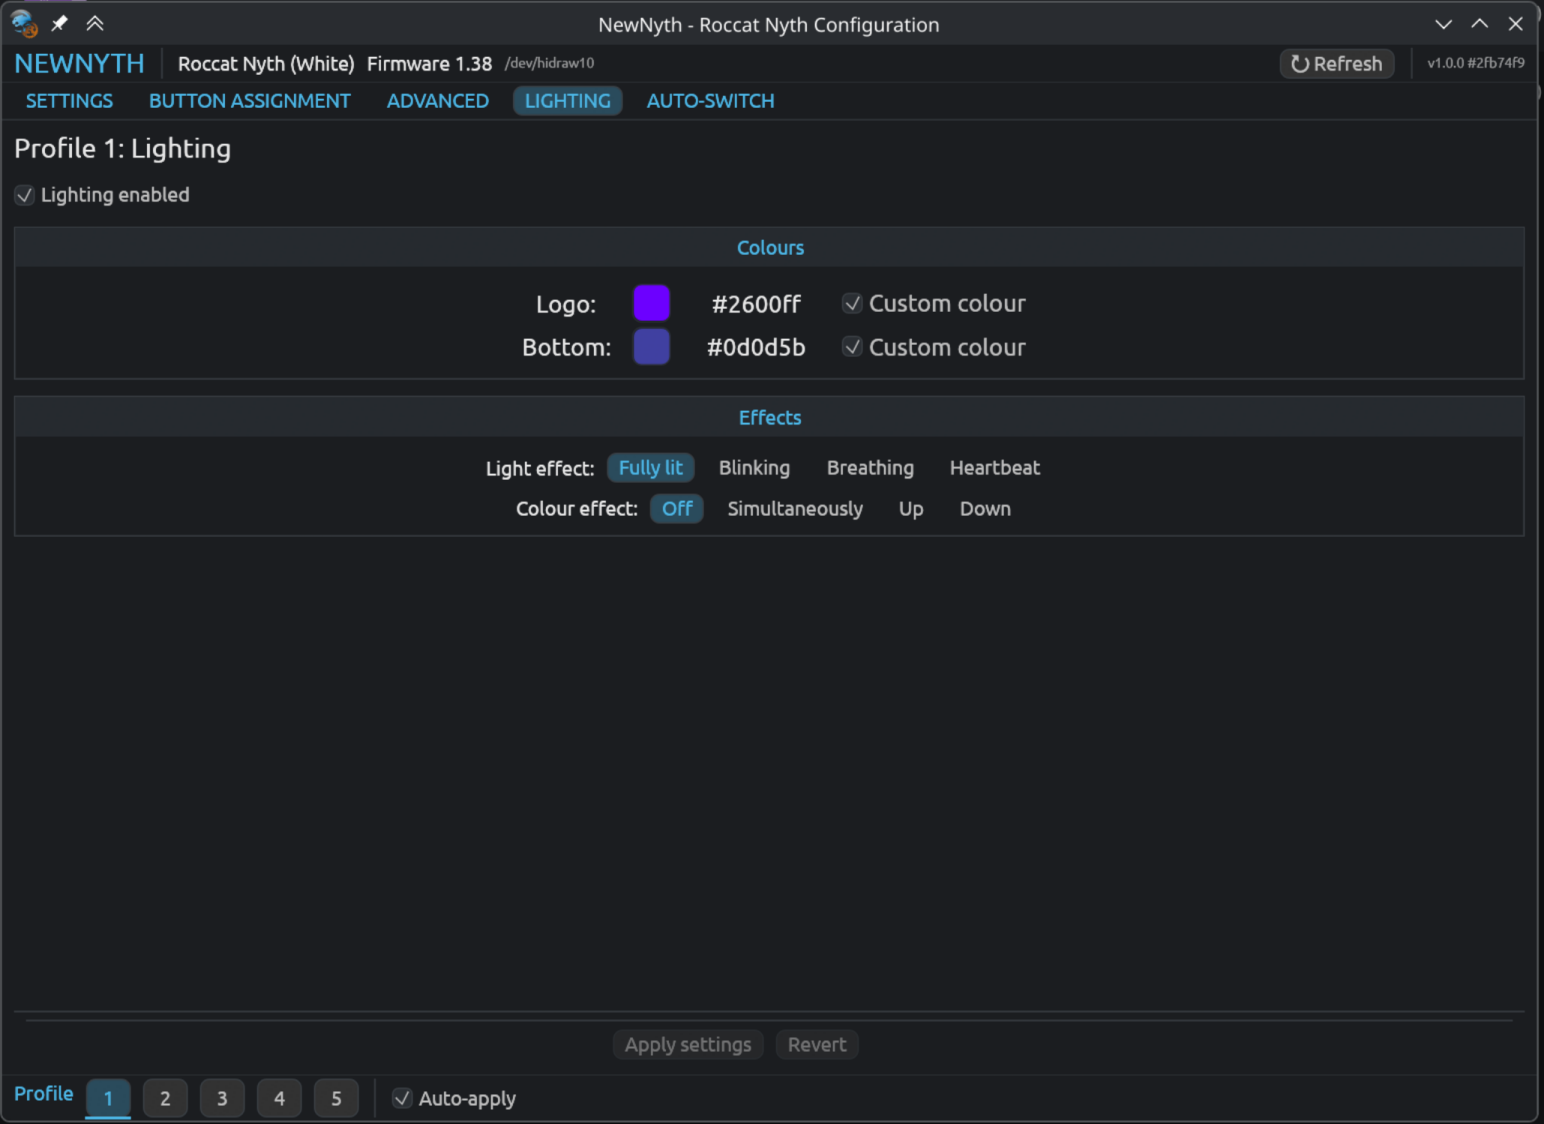 NewNyth - Roccat Nyth Configuration
NEWNYTH Roccat Nyth (White) Firmware 1.38 /dev/hidraw10 Refresh v1.0.0 #2fb74f9
SETTINGS BUTTON ASSIGNMENT ADVANCED LIGHTING AUTO-SWITCH
Profile 1: Lighting
Lighting enabled
Colours
Logo: #2600ff Custom colour
Bottom: #0d0d5b Custom colour
Effects
Light effect: Fully lit Blinking Breathing Heartbeat
Colour effect: Off Simultaneously Up Down
Apply settings Revert
Profile 1 2 3 4 5 Auto-apply